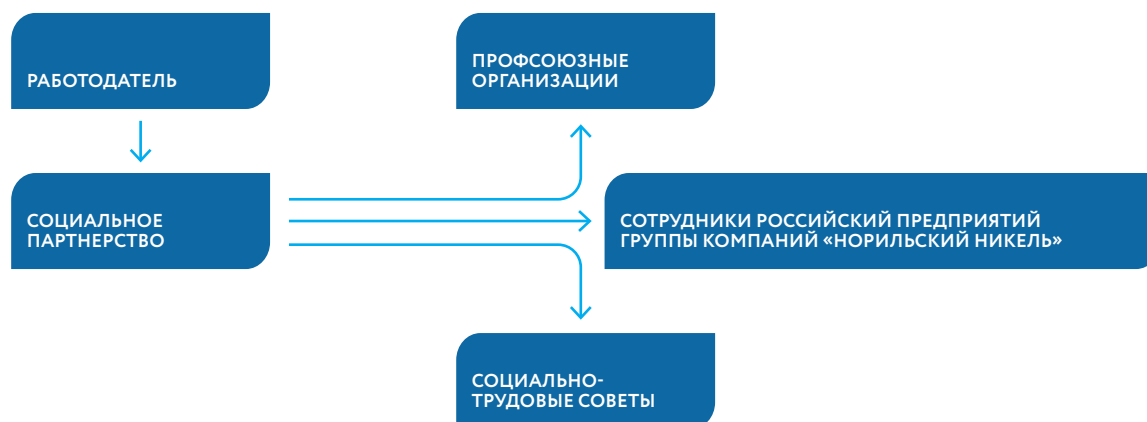 РАБОТОДАТЕЛЬ
ПРОФСОЮЗНЫЕ
ОРГАНИЗАЦИИ
СОЦИАЛЬНОЕ
ПАРТНЕРСТВО
СОТРУДНИКИ РОССИЙСКИЙ ПРЕДПРИЯТИЙ
ГРУППЫ КОМПАНИЙ «НОРИЛЬСКИЙ НИКЕЛЬ»
СОЦИАЛЬНО-
ТРУДОВЫЕ СОВЕТЫ